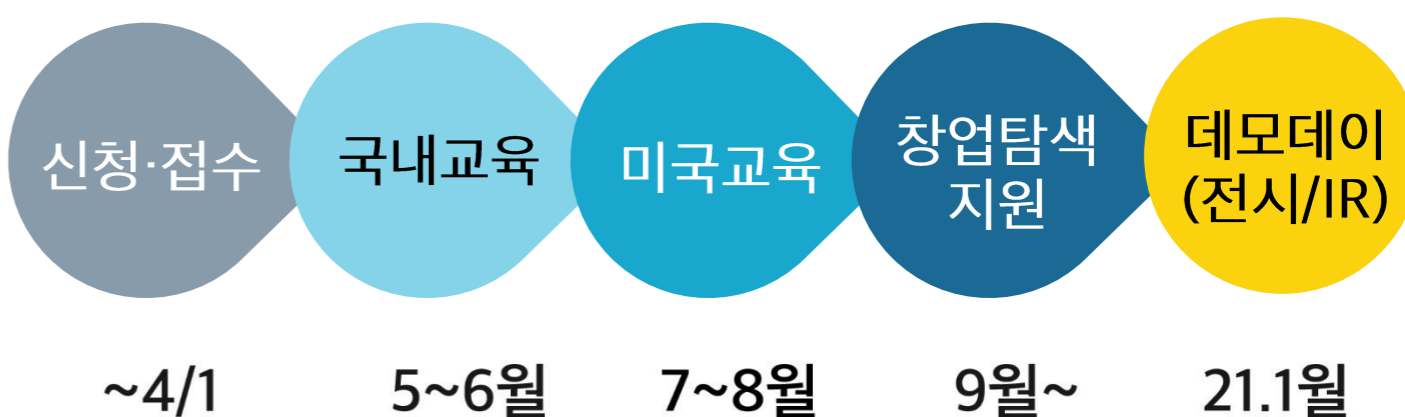 신청·접수
국내교육
미국교육
창업탐색
지원
데모데이
(전시/IR)
~4/1
5~6월
7~8월
9월~
21.1월